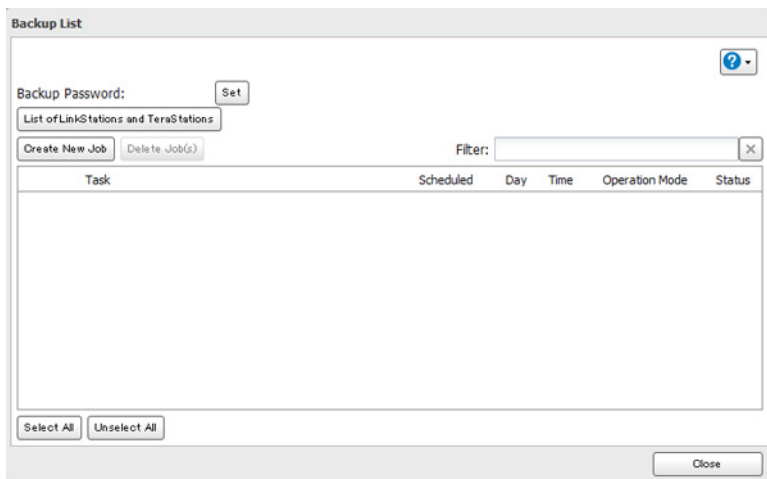 Backup List
?
Backup Password: Set
List of LinkStations and TeraStations
Create New Job Delete Job(s) Filter: ×
Task Scheduled Day Time Operation Mode Status
Select All Unselect All
Close